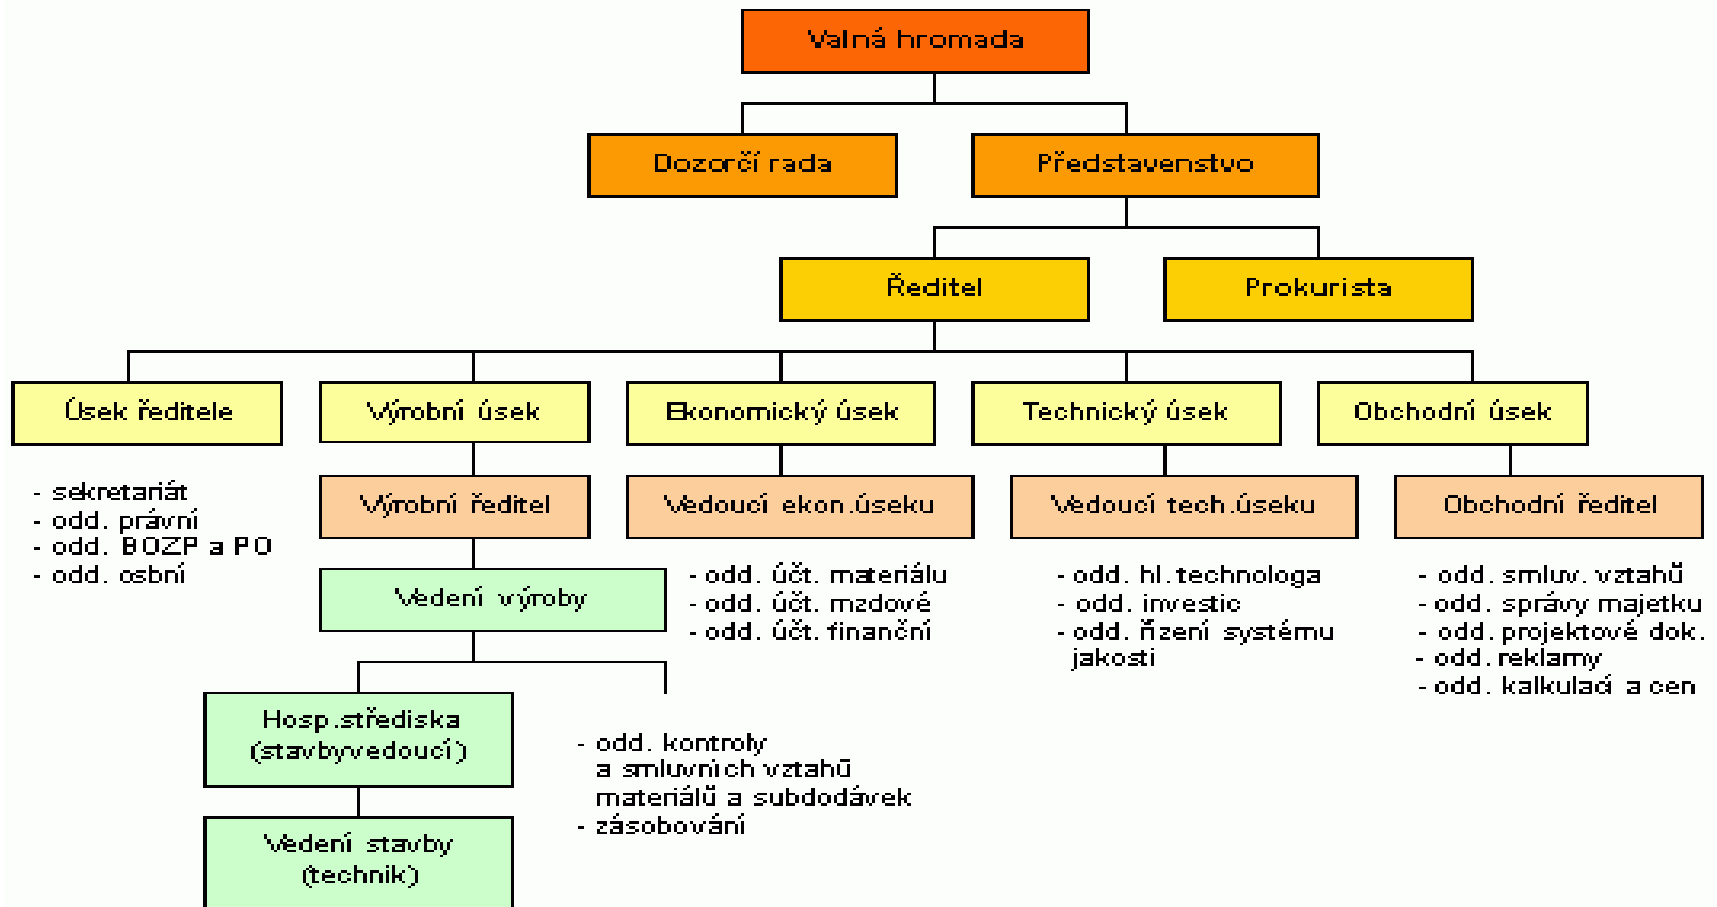 Valná hromada
Dozorčí rada
Představenstvo
Ředitel
Prokurista
Úsek ředitele
Výrobní úsek
Ekonomický úsek
Technický úsek
Obchodní úsek
- sekretariát
- odd. právní
- odd. BOZP a PO
- odd. osbní
Výrobní ředitel
Vedoucí ekon.úseku
Vedoucí tech.úseku
Obchodní ředitel
Vedení výroby
- odd. účt. materiálu
- odd. účt. mzdové
- odd. účt. finanční
- odd. hl.technologa
- odd. investic
- odd. řízení systému
jakosti
- odd. smluv. vztahů
- odd. správy majetku
- odd. projektové dok.
- odd. reklamy
- odd. kalkulací a cen
Hosp.střediska
(stavbyvedoucí)
- odd. kontroly
a smluvních vztahů
materiálů a subdodávek
- zásobování
Vedení stavby
(technik)